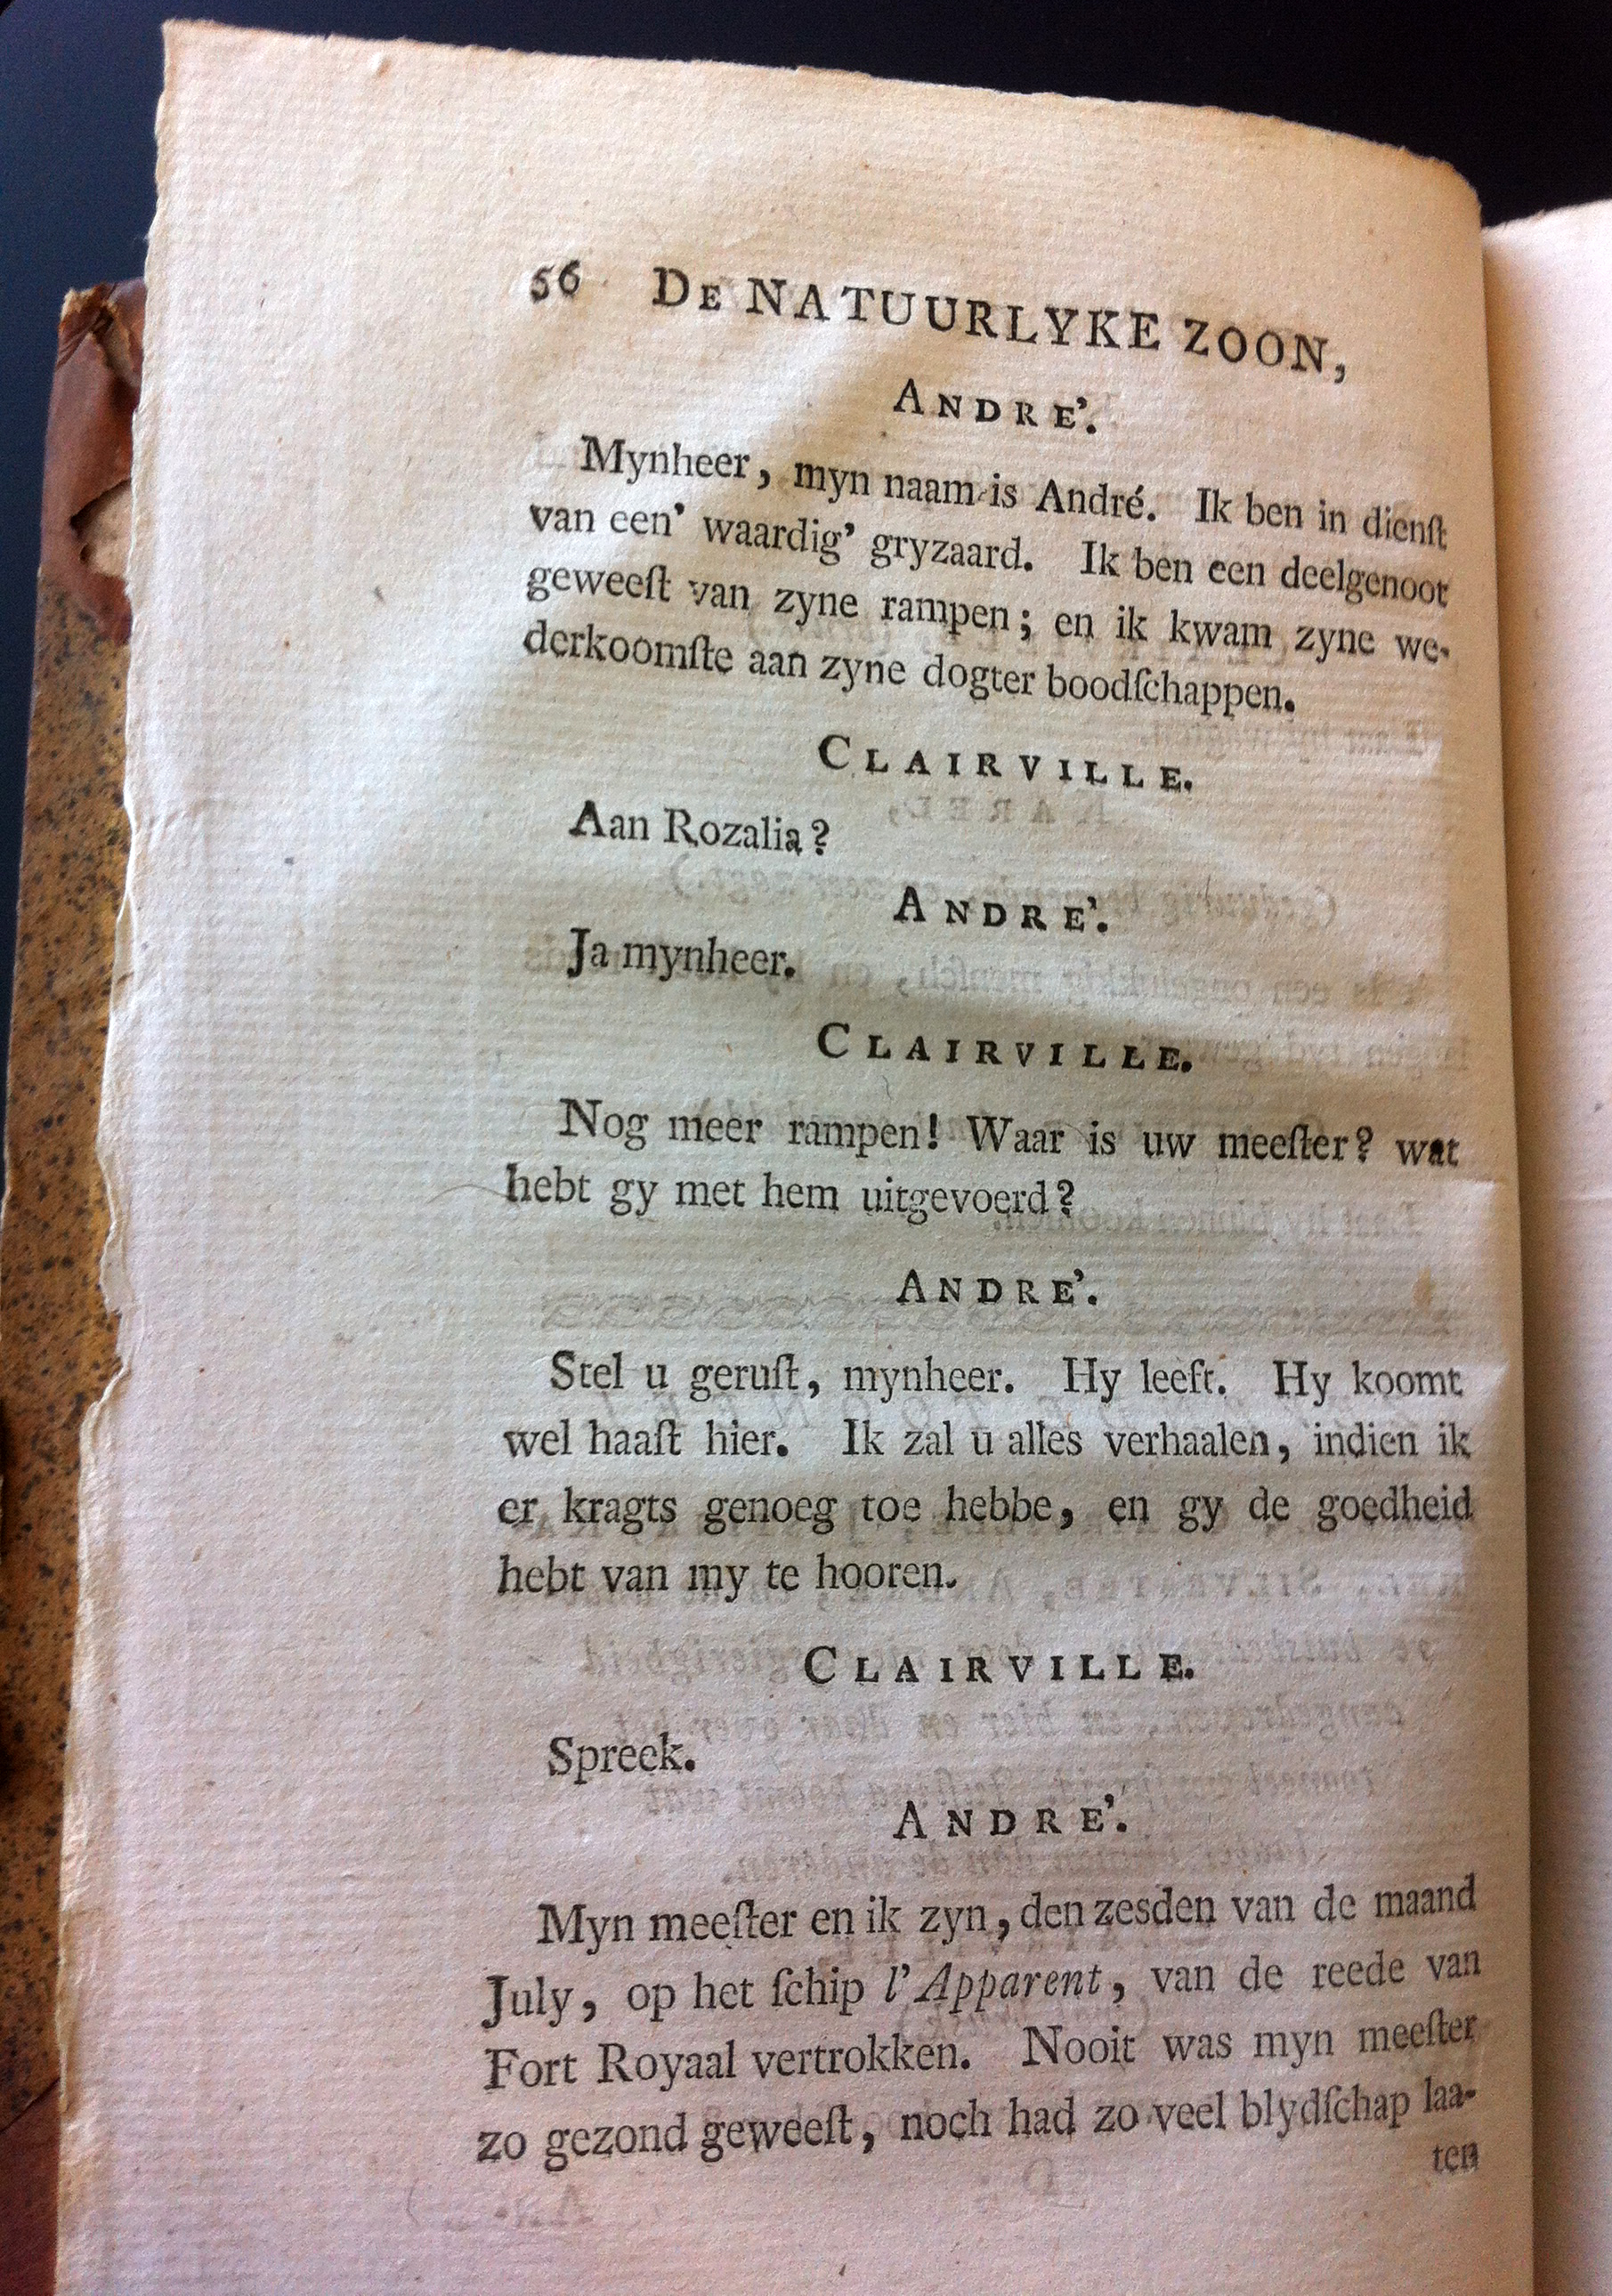 56 DE NATUURLYKE ZOON,
ANDRE'.
Mynheer, myn naam is André. Ik ben in dienſt
van een' waardig' gryzaard. Ik ben een deelgenoot
geweeſt van zyne rampen; en ik kwam zyne we-
derkoomſte aan zyne dogter boodſchappen.
CLAIRVILLE.
Aan Rozalia?
ANDRE'.
Ja mynheer.
CLAIRVILLE.
Nog meer rampen! Waar is uw meeſter? wat
hebt gy met hem uitgevoerd?
ANDRE'.
Stel u geruſt, mynheer. Hy leeft. Hy koomt
wel haaſt hier. Ik zal u alles verhaalen, indien ik
er kragts genoeg toe hebbe, en gy de goedheid
hebt van my te hooren.
CLAIRVILLE.
Spreek.
ANDRE'.
Myn meeſter en ik zyn, den zesden van de maand
July, op het ſchip l'Apparent, van de reede van
Fort Royaal vertrokken. Nooit was myn meeſter
zo gezond geweeſt, noch had zo veel blydſchap laa-
ten